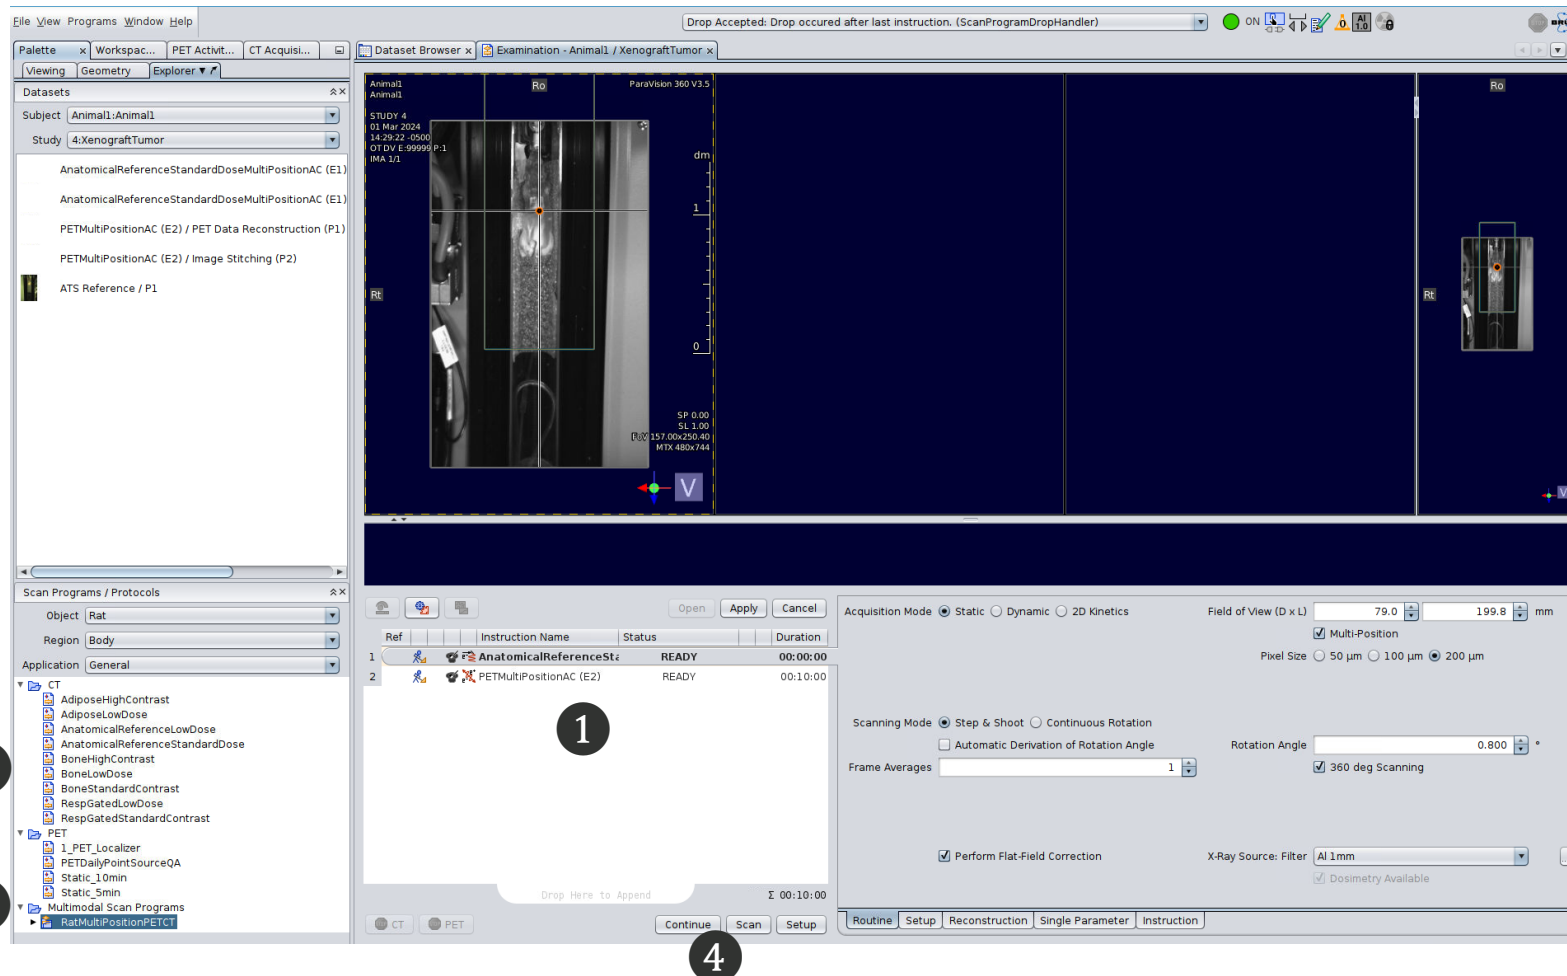 File View Programs Window Help
Drop Accepted: Drop occured after last instruction. (ScanProgramDropHandler)
ON
AI
1.0
Palette x Workspac... PET Activit... CT Acquisi...
Dataset Browser x Examination - Animal1 / XenograftTumor x
Viewing Geometry Explorer
Datasets
Subject Animal1:Animal1
Study 4:XenograftTumor
AnatomicalReferenceStandardDoseMultiPositionAC (E1)
AnatomicalReferenceStandardDoseMultiPositionAC (E1)
PETMultiPositionAC (E2) / PET Data Reconstruction (P1)
PETMultiPositionAC (E2) / Image Stitching (P2)
ATS Reference / P1
Animal1
Animal1
STUDY 4
01 Mar 2024
14:29:22 -0500
OT DV E:99999 P:1
IMA 1/1
Ro
ParaVision 360 V3.5
dm
1
0
Rt
SP 0.00
SL 1.00
FoV 157.00x250.40
MTX 480x744
V
Ro
Rt
V
Scan Programs / Protocols
Object Rat
Region Body
Application General
CT
AdiposeHighContrast
AdiposeLowDose
AnatomicalReferenceLowDose
AnatomicalReferenceStandardDose
BoneHighContrast
BoneLowDose
BoneStandardContrast
RespGatedLowDose
RespGatedStandardContrast
PET
1_PET_Localizer
PETDailyPointSourceQA
Static_10min
Static_5min
Multimodal Scan Programs
RatMultiPositionPETCT
Open Apply Cancel
Ref Instruction Name Status Duration
1 AnatomicalReferenceSta READY 00:00:00
2 PETMultiPositionAC (E2) READY 00:10:00
1
Drop Here to Append
Σ 00:10:00
CT PET Continue Scan Setup
4
Acquisition Mode Static Dynamic 2D Kinetics
Field of View (D x L) 79.0 199.8 mm
Multi-Position
Pixel Size 50 µm 100 µm 200 µm
Scanning Mode Step & Shoot Continuous Rotation
Automatic Derivation of Rotation Angle
Rotation Angle 0.800 °
Frame Averages 1
360 deg Scanning
Perform Flat-Field Correction
X-Ray Source: Filter Al 1mm
Dosimetry Available
Routine Setup Reconstruction Single Parameter Instruction